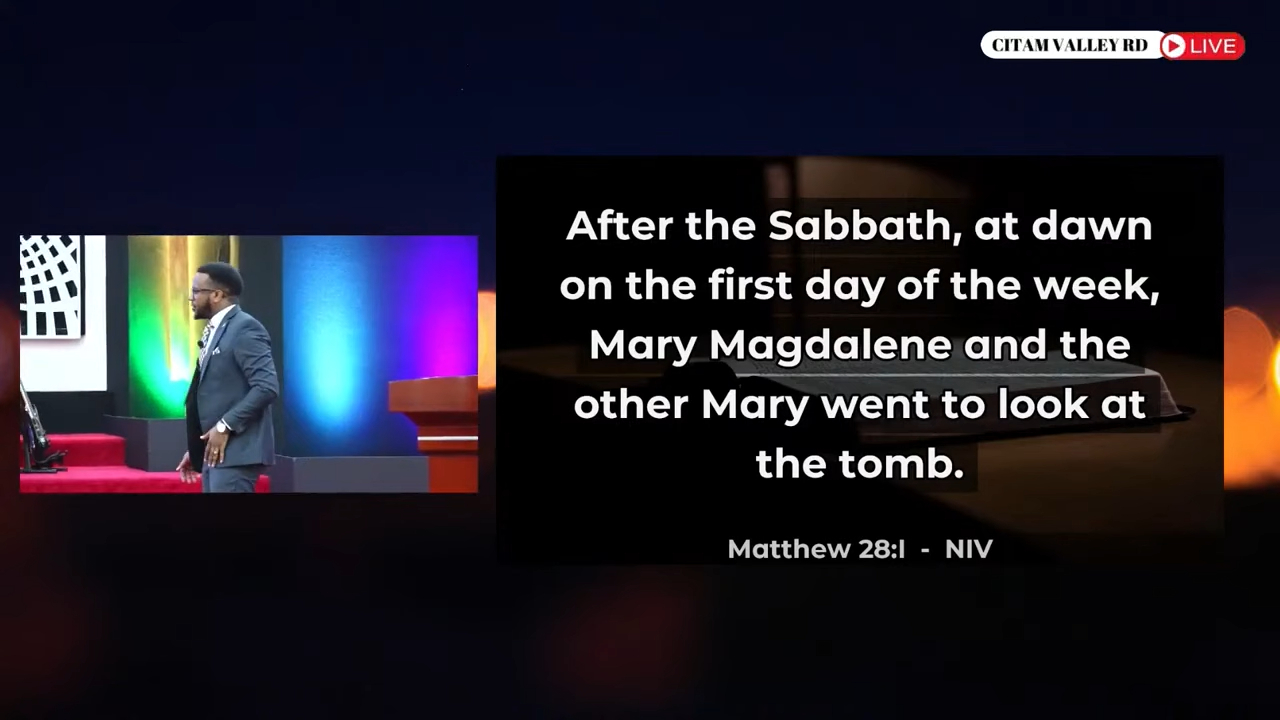 CITAM VALLEY RD LIVE
After the Sabbath, at dawn
on the first day of the week,
Mary Magdalene and the
other Mary went to look at
the tomb.
Matthew 28:1 - NIV